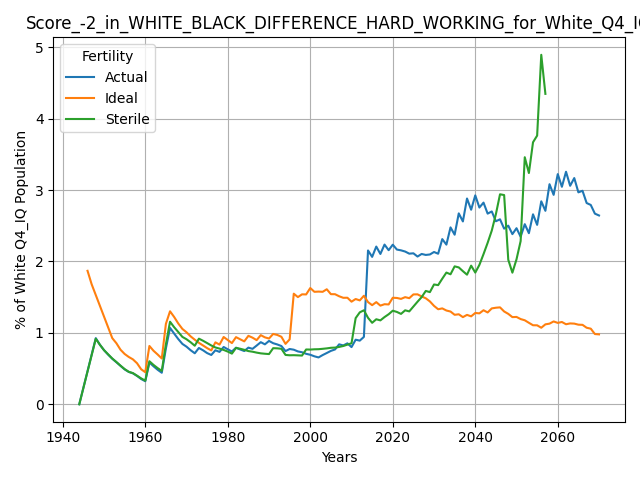 Score_-2_in_WHITE_BLACK_DIFFERENCE_HARD_WORKING_for_White_Q4_IQ
5
4
3
2
1
0
% of White Q4_IQ Population
Fertility
Actual
Ideal
Sterile
1940 1960 1980 2000 2020 2040 2060
Years